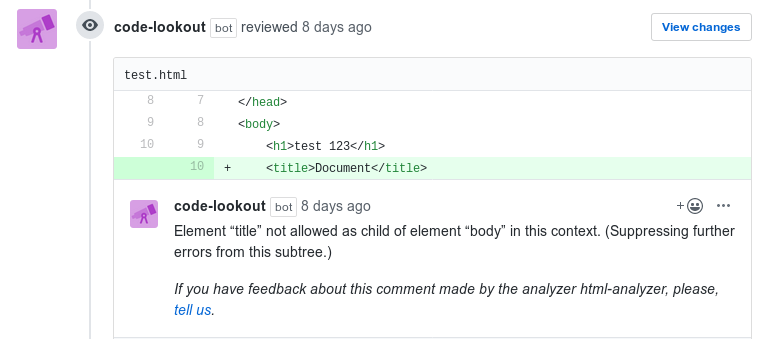 code-lookout bot reviewed 8 days ago View changes
test.html
8 7 </head>
9 8 <body>
10 9 <h1>test 123</h1>
10 + <title>Document</title>
code-lookout bot 8 days ago + ···
Element “title” not allowed as child of element “body” in this context. (Suppressing further
errors from this subtree.)
If you have feedback about this comment made by the analyzer html-analyzer, please,
tell us.